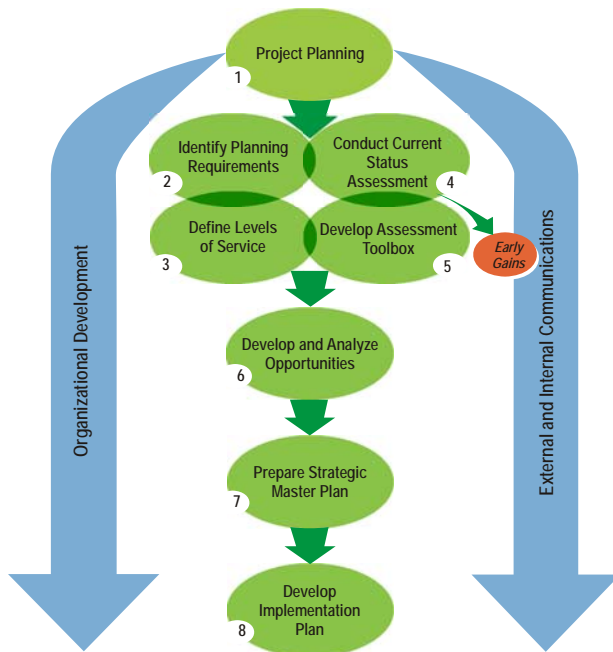 Project Planning
1
Identify Planning
Requirements
2
Conduct Current
Status
Assessment
4
Define Levels
of Service
3
Develop Assessment
Toolbox
5
Early
Gains
Develop and Analyze
Opportunities
6
Prepare Strategic
Master Plan
7
Develop
Implementation
Plan
8
Organizational Development
External and Internal Communications